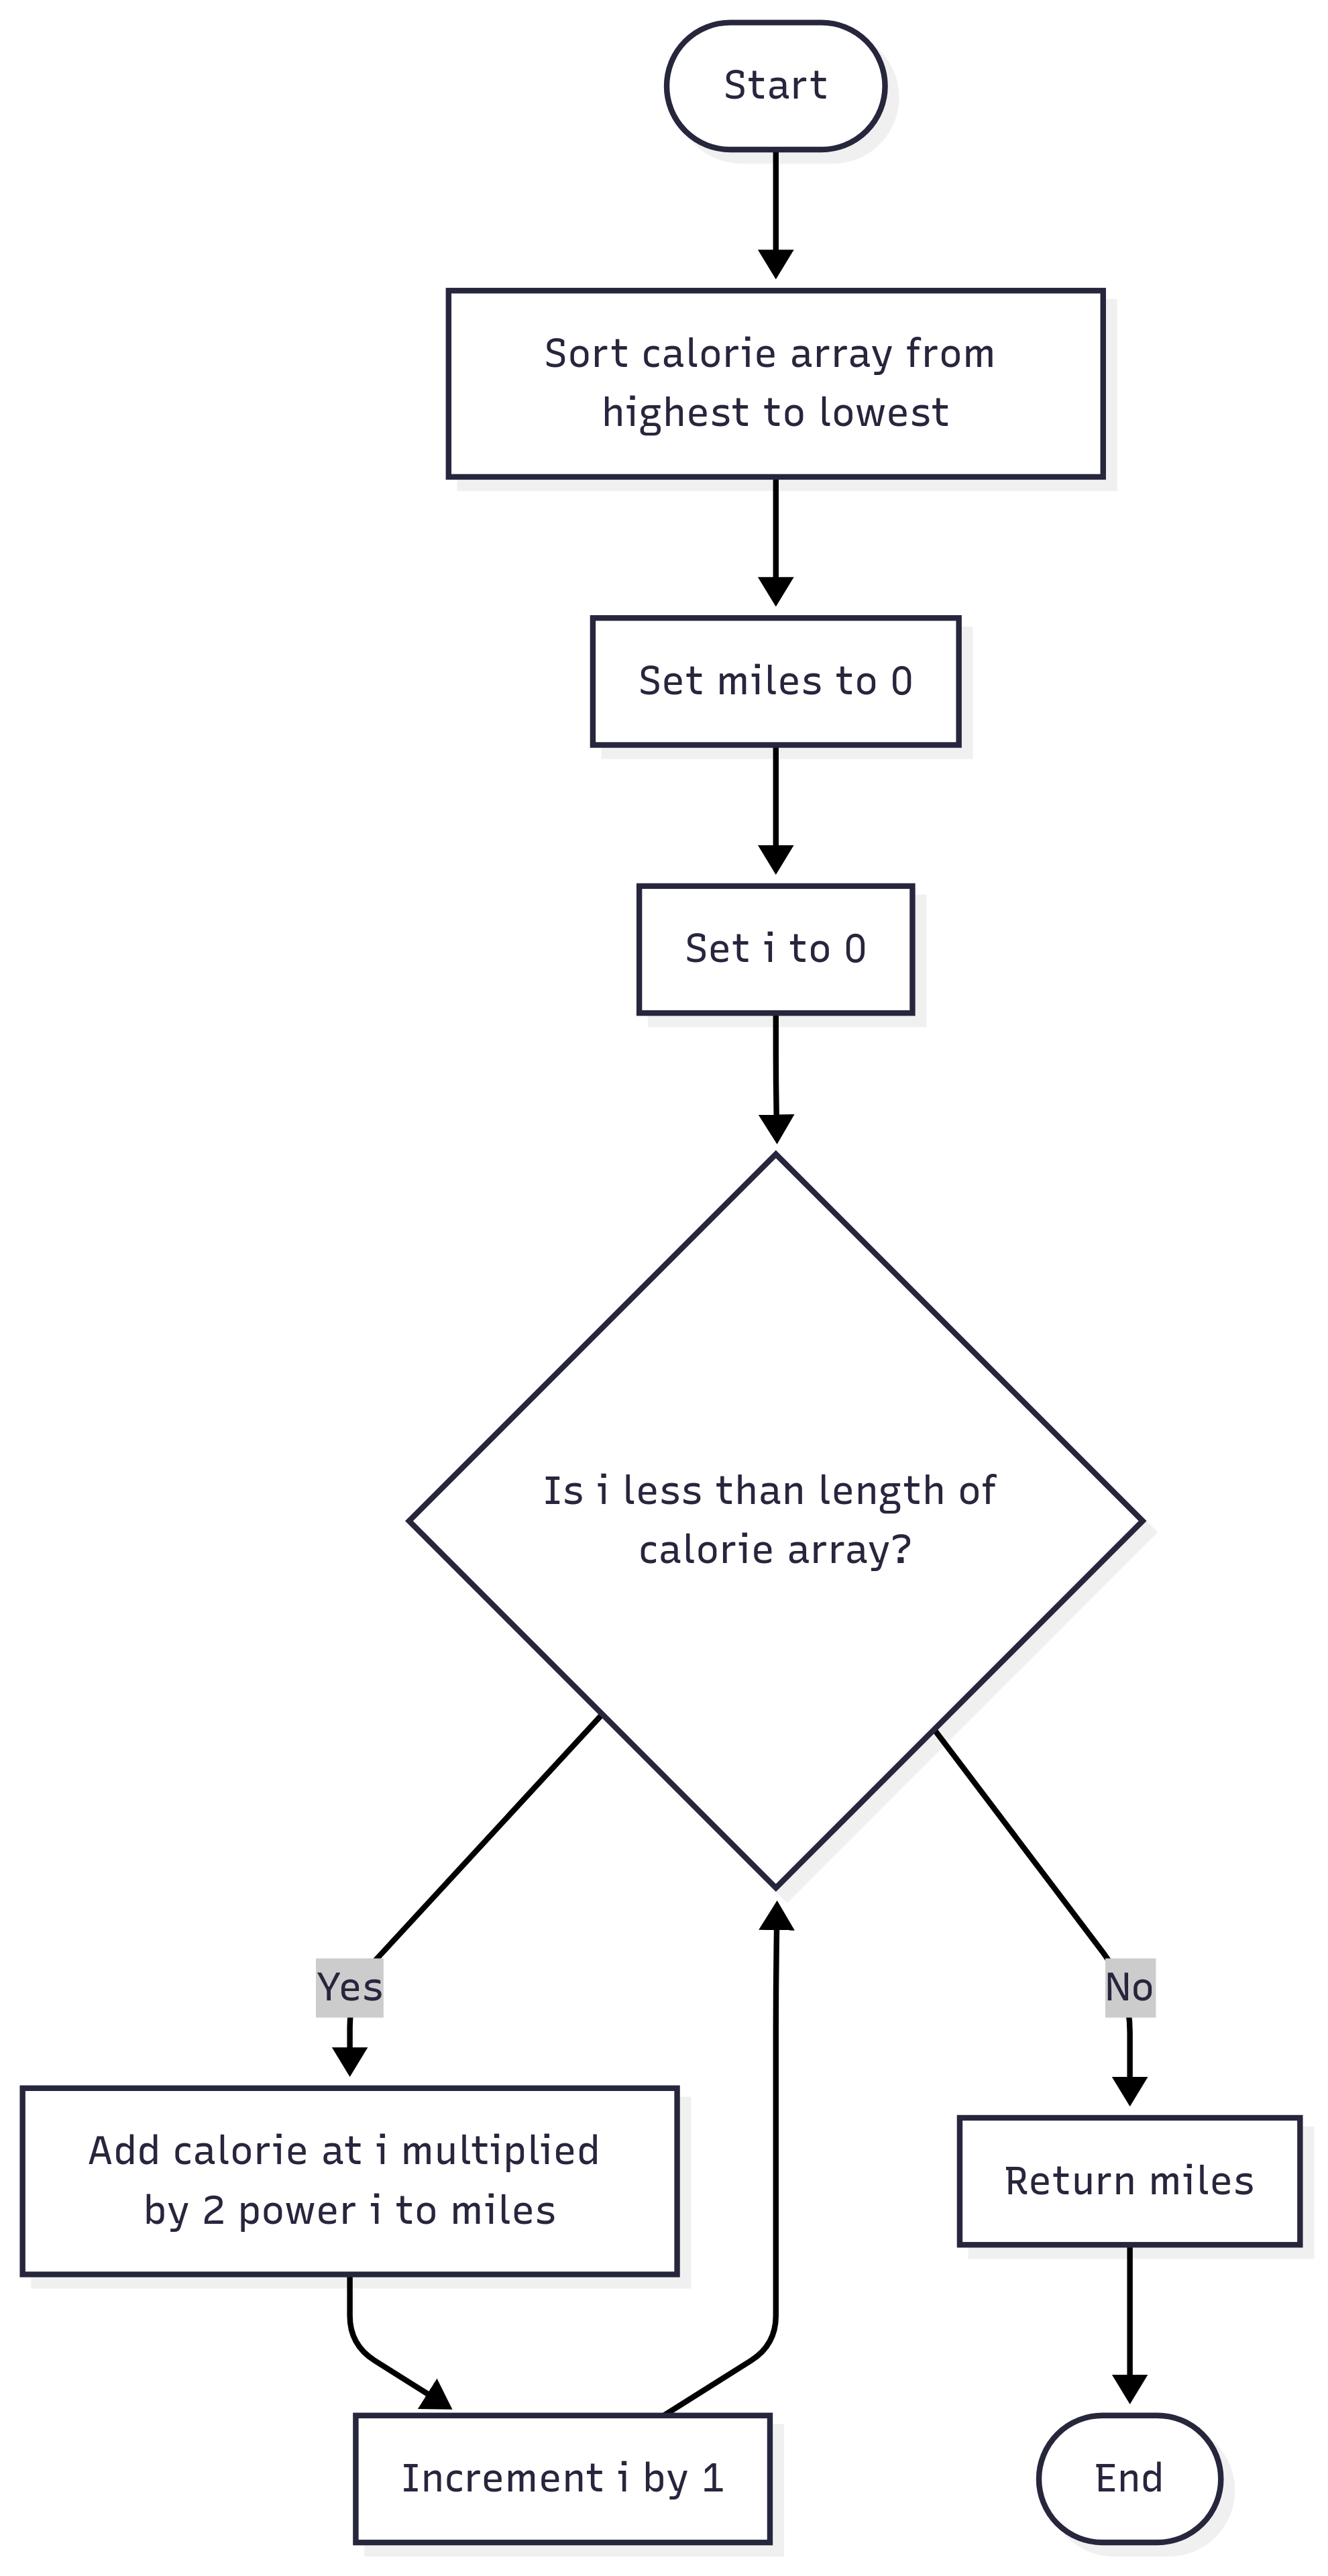 Start
Sort calorie array from
highest to lowest
Set miles to 0
Set i to 0
Is i less than length of
calorie array?
Yes
No
Add calorie at i multiplied
by 2 power i to miles
Return miles
Increment i by 1
End